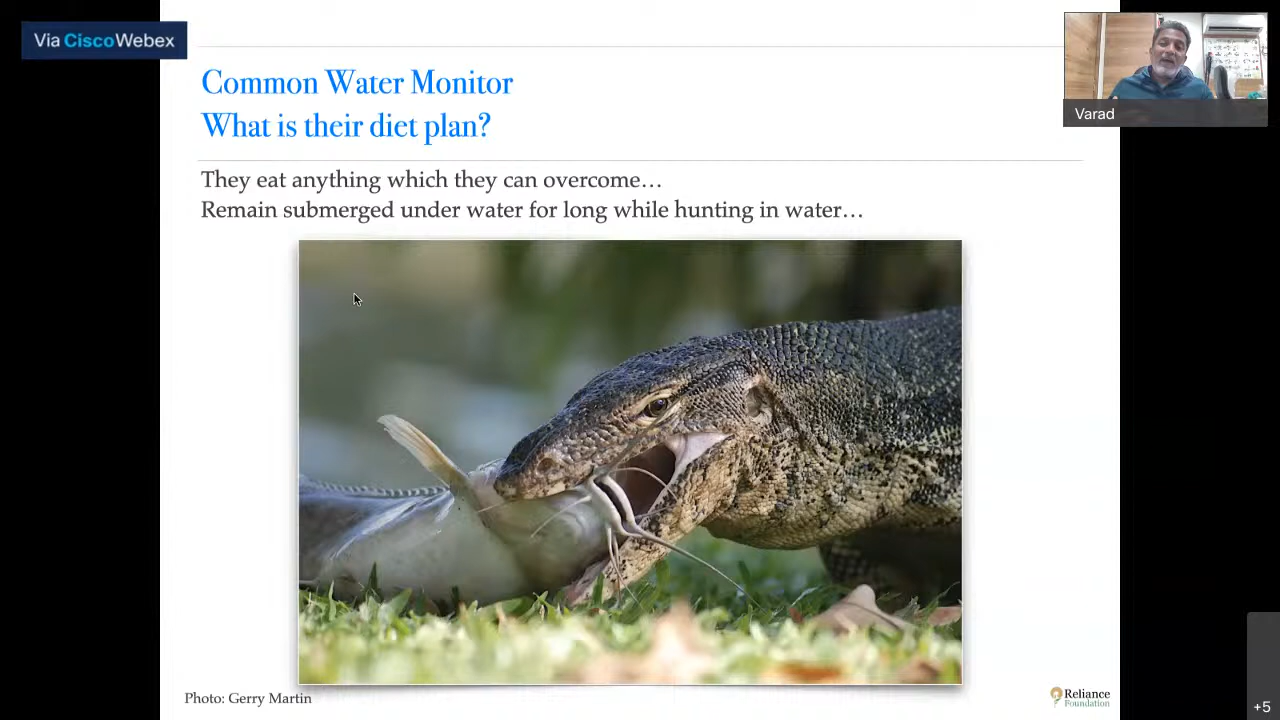 Via CiscoWebex
Common Water Monitor
What is their diet plan?
Varad
They eat anything which they can overcome…
Remain submerged under water for long while hunting in water…
Photo: Gerry Martin
Reliance
Foundation
+5